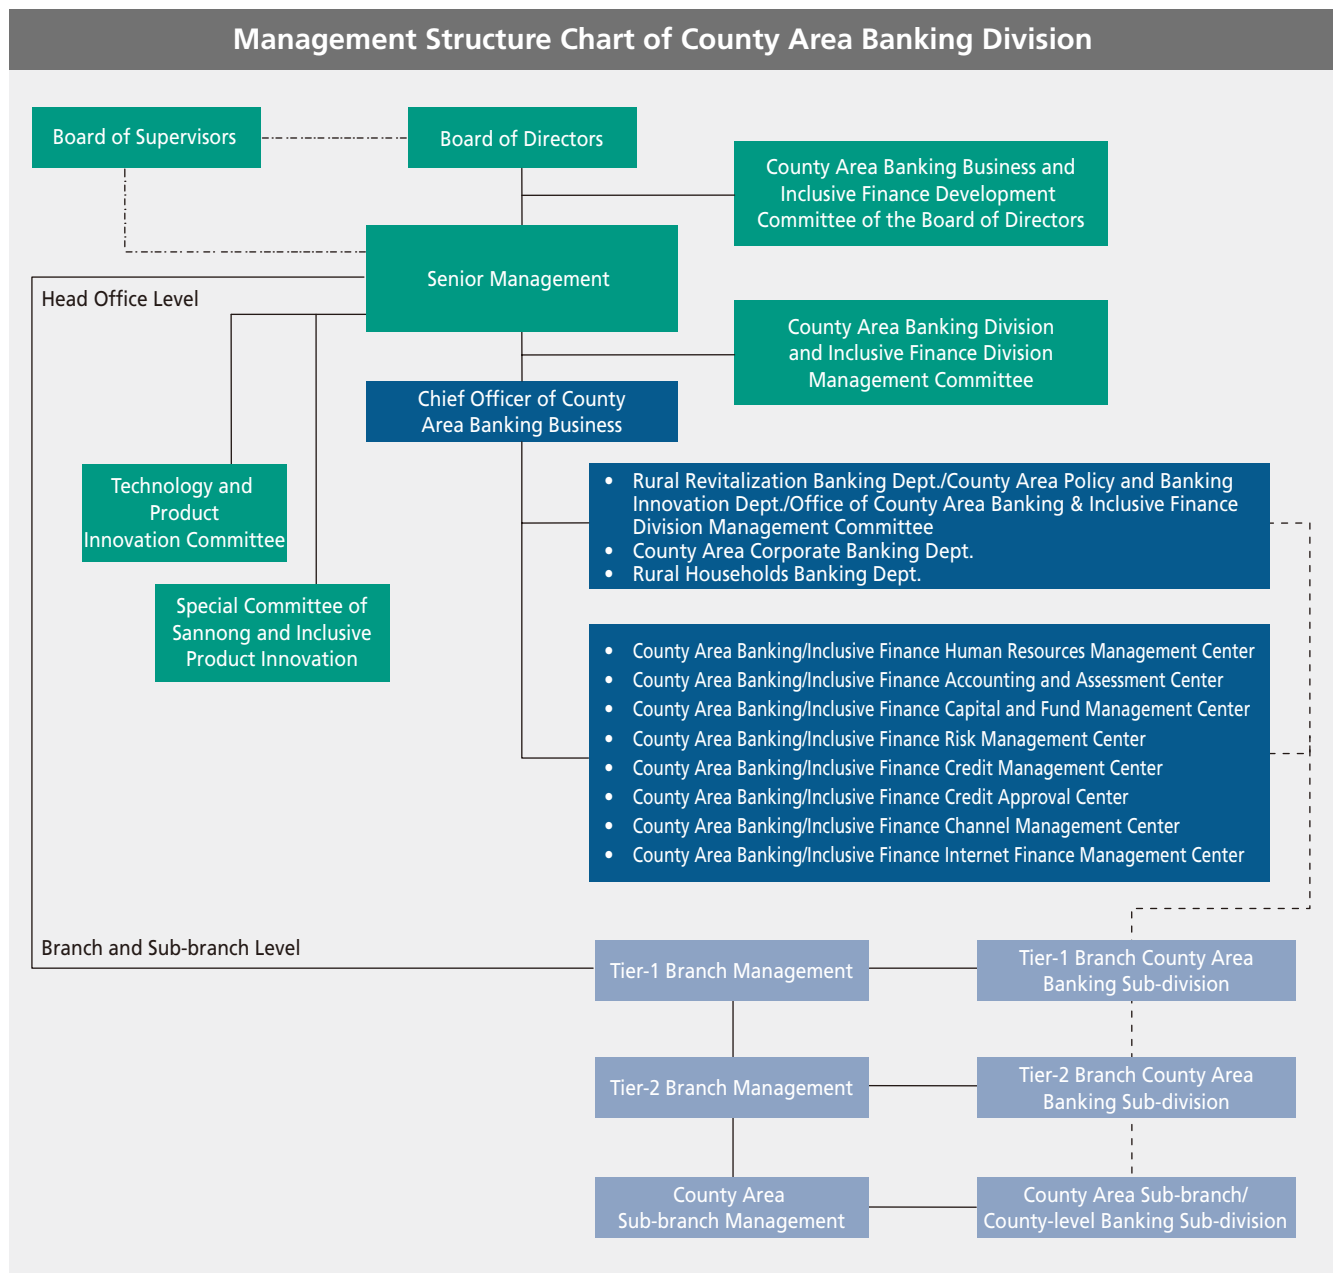 Management Structure Chart of County Area Banking Division
Board of Supervisors
Board of Directors
County Area Banking Business and
Inclusive Finance Development
Committee of the Board of Directors
Senior Management
Head Office Level
County Area Banking Division
and Inclusive Finance Division
Management Committee
Chief Officer of County
Area Banking Business
Technology and
Product
Innovation Committee
• Rural Revitalization Banking Dept./County Area Policy and Banking
Innovation Dept./Office of County Area Banking & Inclusive Finance
Division Management Committee
• County Area Corporate Banking Dept.
• Rural Households Banking Dept.
Special Committee of
Sannong and Inclusive
Product Innovation
• County Area Banking/Inclusive Finance Human Resources Management Center
• County Area Banking/Inclusive Finance Accounting and Assessment Center
• County Area Banking/Inclusive Finance Capital and Fund Management Center
• County Area Banking/Inclusive Finance Risk Management Center
• County Area Banking/Inclusive Finance Credit Management Center
• County Area Banking/Inclusive Finance Credit Approval Center
• County Area Banking/Inclusive Finance Channel Management Center
• County Area Banking/Inclusive Finance Internet Finance Management Center
Branch and Sub-branch Level
Tier-1 Branch Management
Tier-1 Branch County Area
Banking Sub-division
Tier-2 Branch Management
Tier-2 Branch County Area
Banking Sub-division
County Area
Sub-branch Management
County Area Sub-branch/
County-level Banking Sub-division